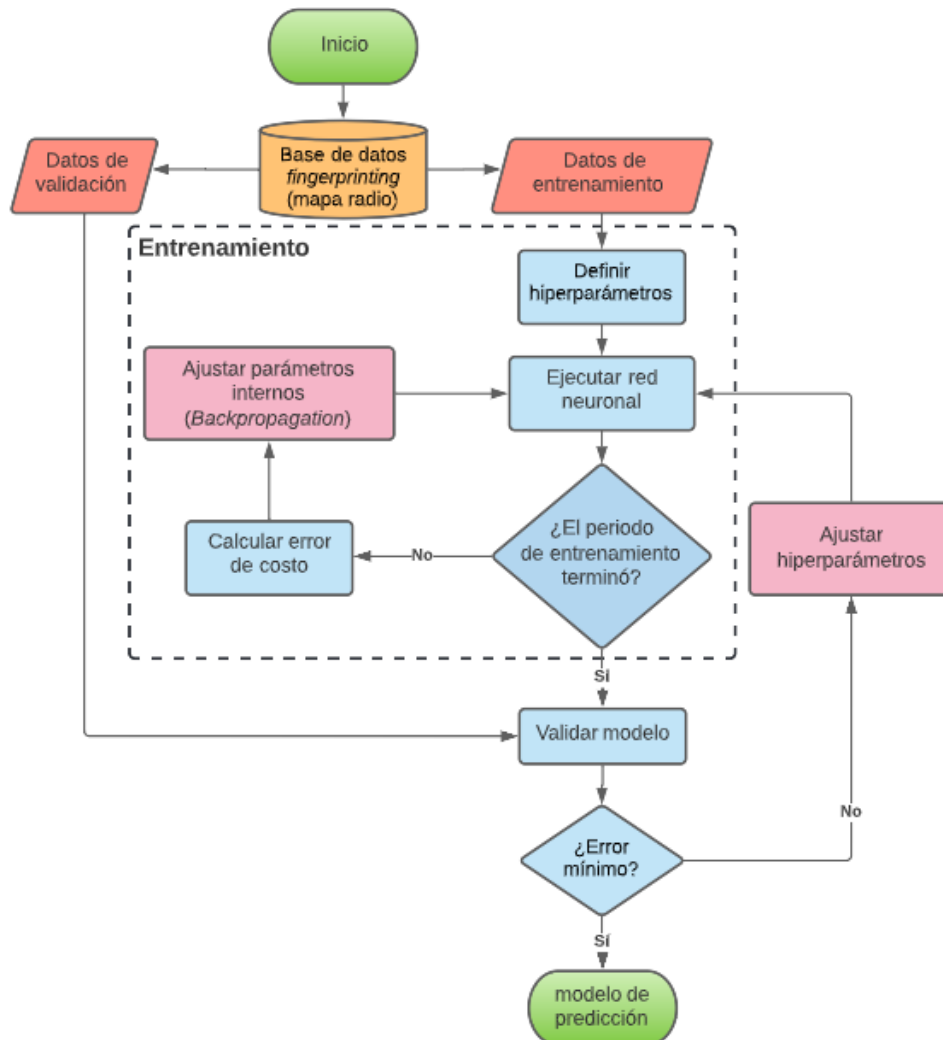 Inicio
Datos de
validación
Base de datos
fingerprinting
(mapa radio)
Datos de
entrenamiento
Entrenamiento
Definir
hiperparámetros
Ajustar parámetros
internos
(Backpropagation)
Ejecutar red
neuronal
Calcular error
de costo
No
¿El periodo
de entrenamiento
terminó?
Ajustar
hiperparámetros
Sí
Validar modelo
No
¿Error
mínimo?
Sí
modelo de
predicción